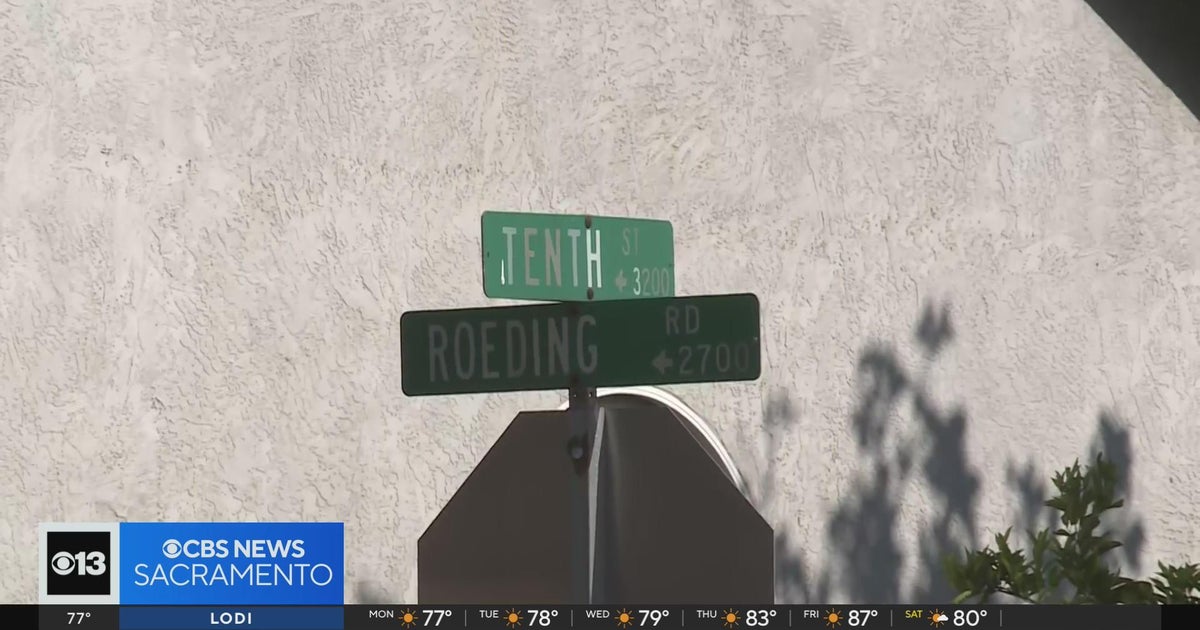 TENTH ST
3200
ROEDING RD
2700
13
CBS NEWS
SACRAMENTO
77° LODI MON 77° TUE 78° WED 79° THU 83° FRI 87° SAT 80°